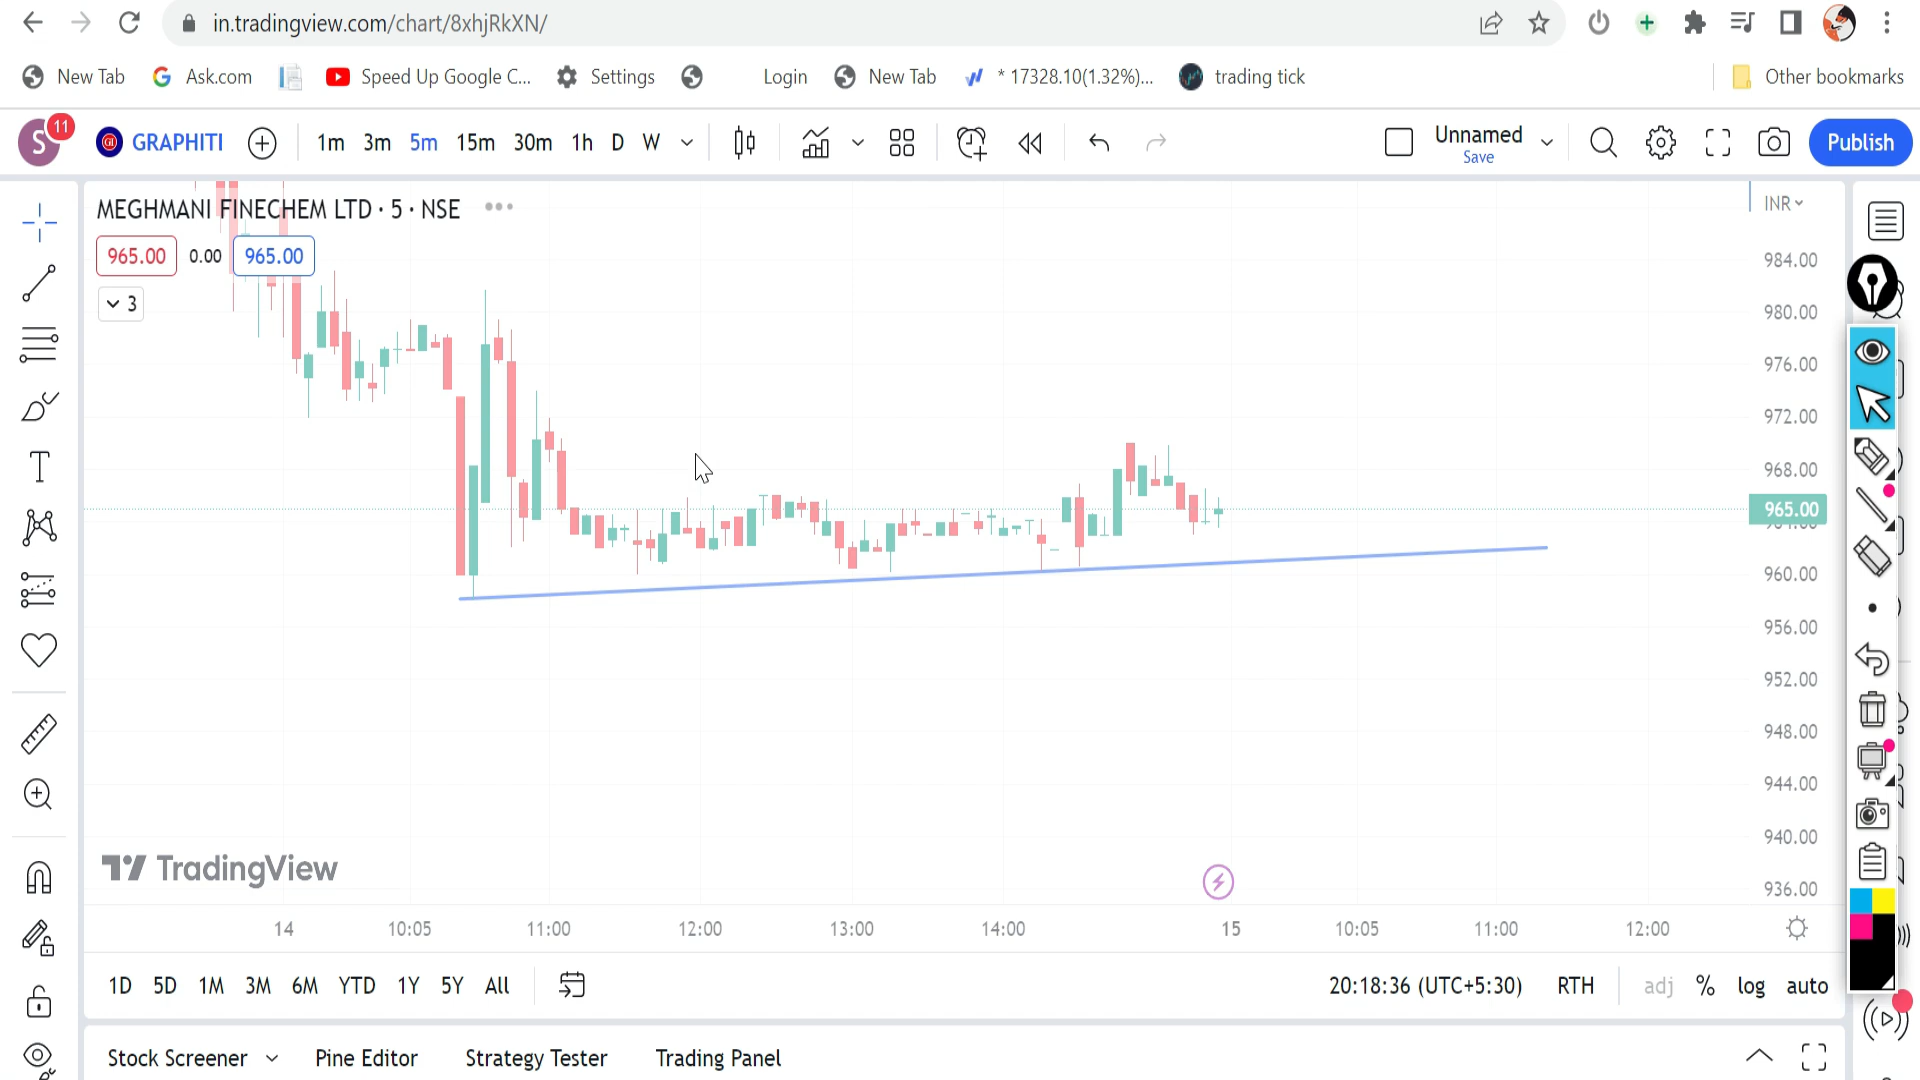 in.tradingview.com/chart/8xhjRkXN/
New Tab Ask.com Speed Up Google C... Settings Login New Tab * 17328.10(1.32%)... trading tick Other bookmarks
S 11 GRAPHITI 1m 3m 5m 15m 30m 1h D W Unnamed Publish
Save
MEGHMANI FINECHEM LTD · 5 · NSE
INR
965.00 0.00 965.00
3
984.00
980.00
976.00
972.00
968.00
965.00
960.00
956.00
952.00
948.00
944.00
940.00
936.00
TradingView
14 10:05 11:00 12:00 13:00 14:00 15 10:05 11:00 12:00
1D 5D 1M 3M 6M YTD 1Y 5Y All 20:18:36 (UTC+5:30) RTH adj % log auto
Stock Screener Pine Editor Strategy Tester Trading Panel